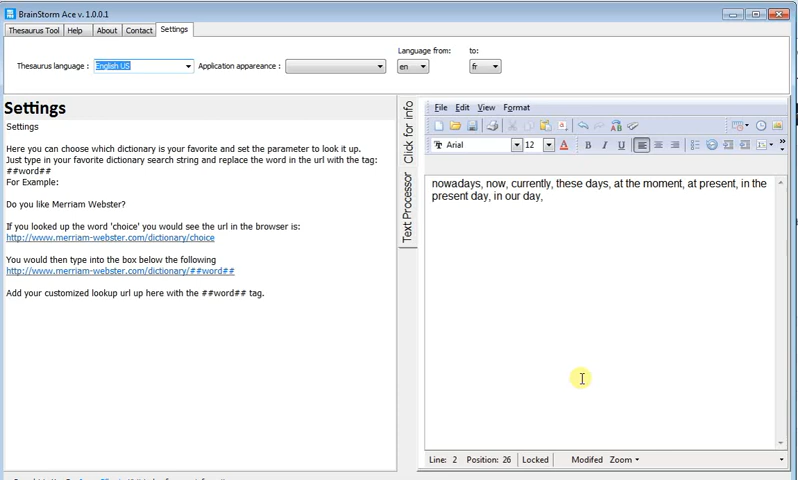 BrainStorm Ace v. 1.0.0.1
Thesaurus Tool Help About Contact Settings
Language from: to:
Thesaurus language : English US Application appeareance : en fr
Settings
Settings
Here you can choose which dictionary is your favorite and set the parameter to look it up.
Just type in your favorite dictionary search string and replace the word in the url with the tag:
##word##
For Example:
Do you like Merriam Webster?
If you looked up the word 'choice' you would see the url in the browser is:
http://www.merriam-webster.com/dictionary/choice
You would then type into the box below the following
http://www.merriam-webster.com/dictionary/##word##
Add your customized lookup url up here with the ##word## tag.
Click for info
Text Processor
File Edit View Format
Arial 12 B I U A
nowadays, now, currently, these days, at the moment, at present, in the
present day, in our day,
Line: 2 Position: 26 Locked Modifed Zoom